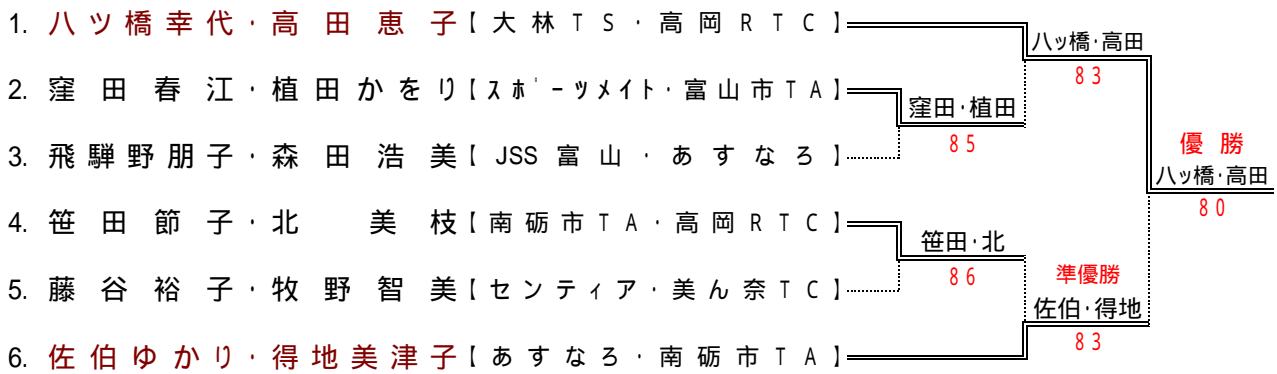 1. 八ツ橋幸代・高田恵子【大林TS・高岡RTC】
八ッ橋・高田
83
2. 窪田春江・植田かをり【スポーツメイト・富山市TA】
窪田・植田
85
3. 飛騨野朋子・森田浩美【JSS富山・あすなろ】
優勝
八ッ橋・高田
80
4. 笹田節子・北 美枝【南砺市TA・高岡RTC】
笹田・北
86
5. 藤谷裕子・牧野智美【センティア・美ん奈TC】
準優勝
佐伯・得地
83
6. 佐伯ゆかり・得地美津子【あすなろ・南砺市TA】